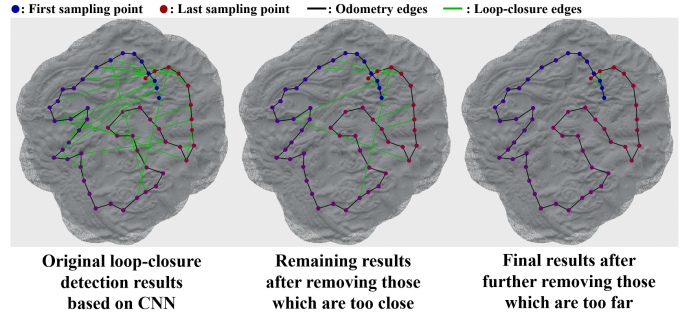 : First sampling point : Last sampling point : Odometry edges : Loop-closure edges
Original loop-closure
detection results
based on CNN
Remaining results
after removing those
which are too close
Final results after
further removing those
which are too far